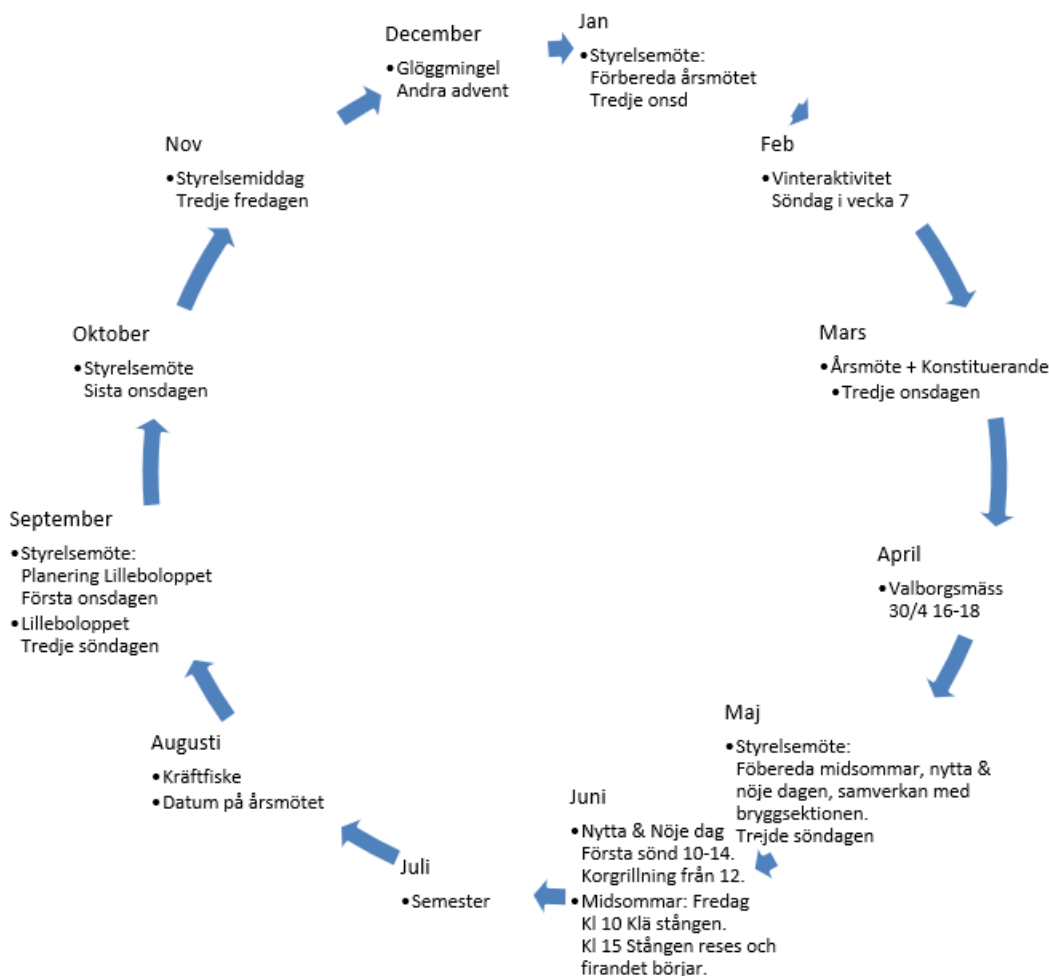 Jan
•Styrelsemöte:
Förbereda årsmötet
Tredje onsd
Feb
•Vinteraktivitet
Söndag i vecka 7
Mars
•Årsmöte + Konstituerande
•Tredje onsdagen
April
•Valborgsmäss
30/4 16-18
Maj
•Styrelsemöte:
Föbereda midsommar, nytta &
nöje dagen, samverkan med
bryggsektionen.
Trejde söndagen
Juni
•Nytta & Nöje dag
Första sönd 10-14.
Korgrillning från 12.
•Midsommar: Fredag
Kl 10 Klä stången.
Kl 15 Stången reses och
firandet börjar.
Juli
•Semester
Augusti
•Kräftfiske
•Datum på årsmötet
September
•Styrelsemöte:
Planering Lilleboloppet
Första onsdagen
•Lilleboloppet
Tredje söndagen
Oktober
•Styrelsemöte
Sista onsdagen
Nov
•Styrelsemiddag
Tredje fredagen
December
•Glöggmingel
Andra advent